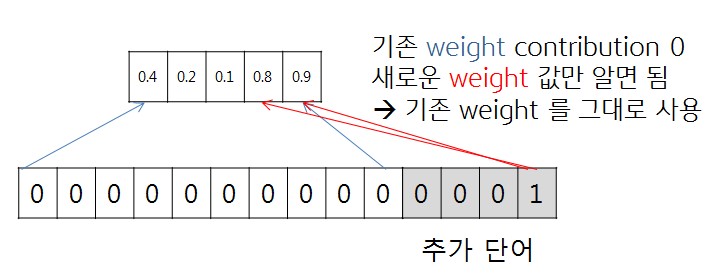 기존 weight contribution 0
새로운 weight 값만 알면 됨
→ 기존 weight 를 그대로 사용
0.4 0.2 0.1 0.8 0.9
0 0 0 0 0 0 0 0 0 0 0 0 0 1
추가 단어